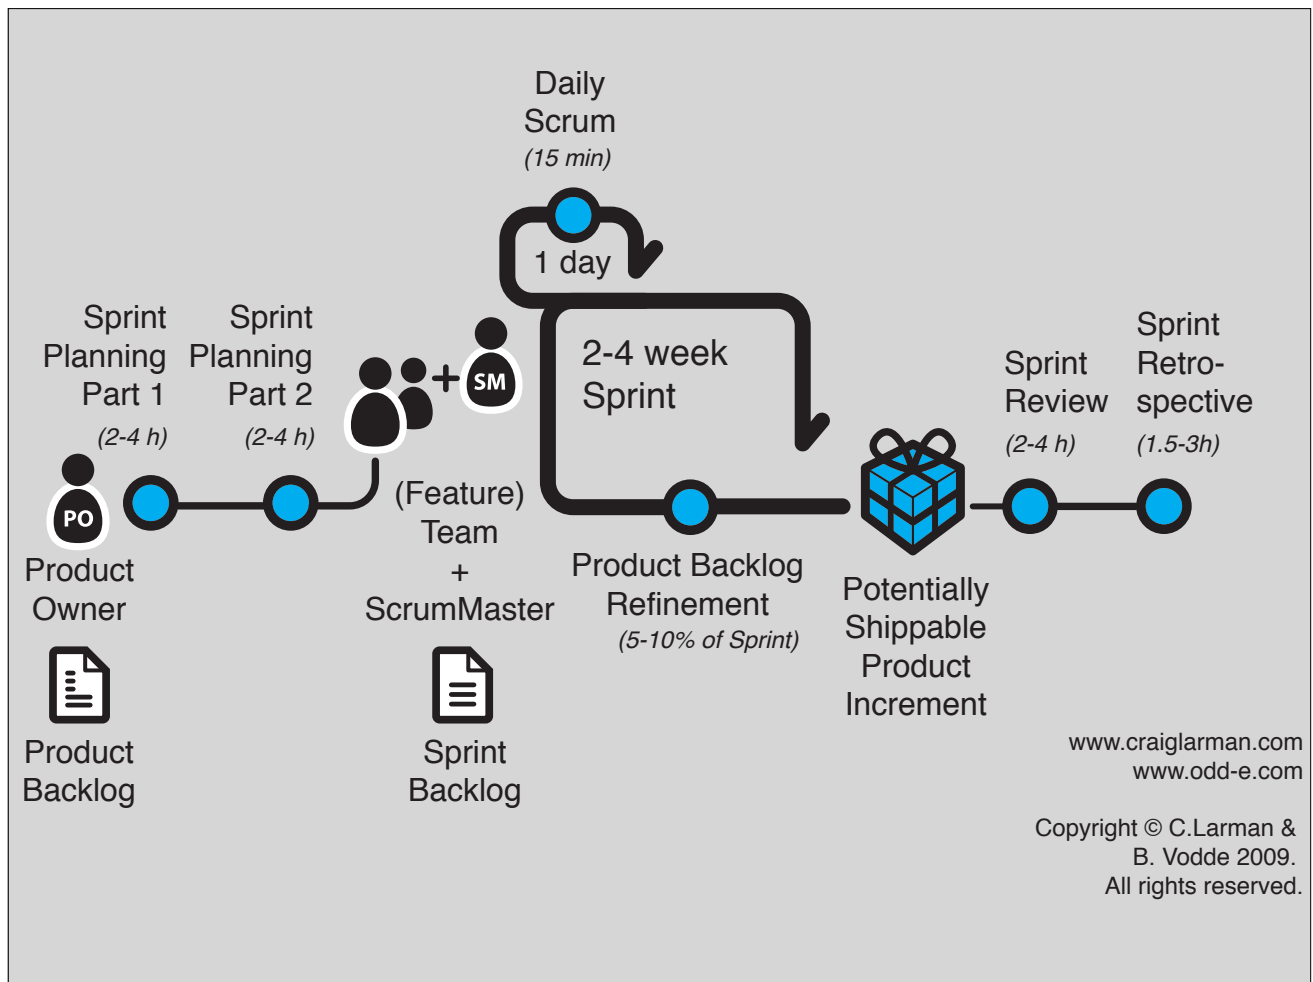 Daily
Scrum
(15 min)
1 day
Sprint
Planning
Part 1
(2-4 h)
Sprint
Planning
Part 2
(2-4 h)
SM
2-4 week
Sprint
Sprint
Review
(2-4 h)
Sprint
Retro-
spective
(1.5-3h)
PO
Product
Owner
(Feature)
Team
+
ScrumMaster
Product Backlog
Refinement
(5-10% of Sprint)
Potentially
Shippable
Product
Increment
Product
Backlog
Sprint
Backlog
www.craiglarman.com
www.odd-e.com
Copyright © C.Larman &
B. Vodde 2009.
All rights reserved.